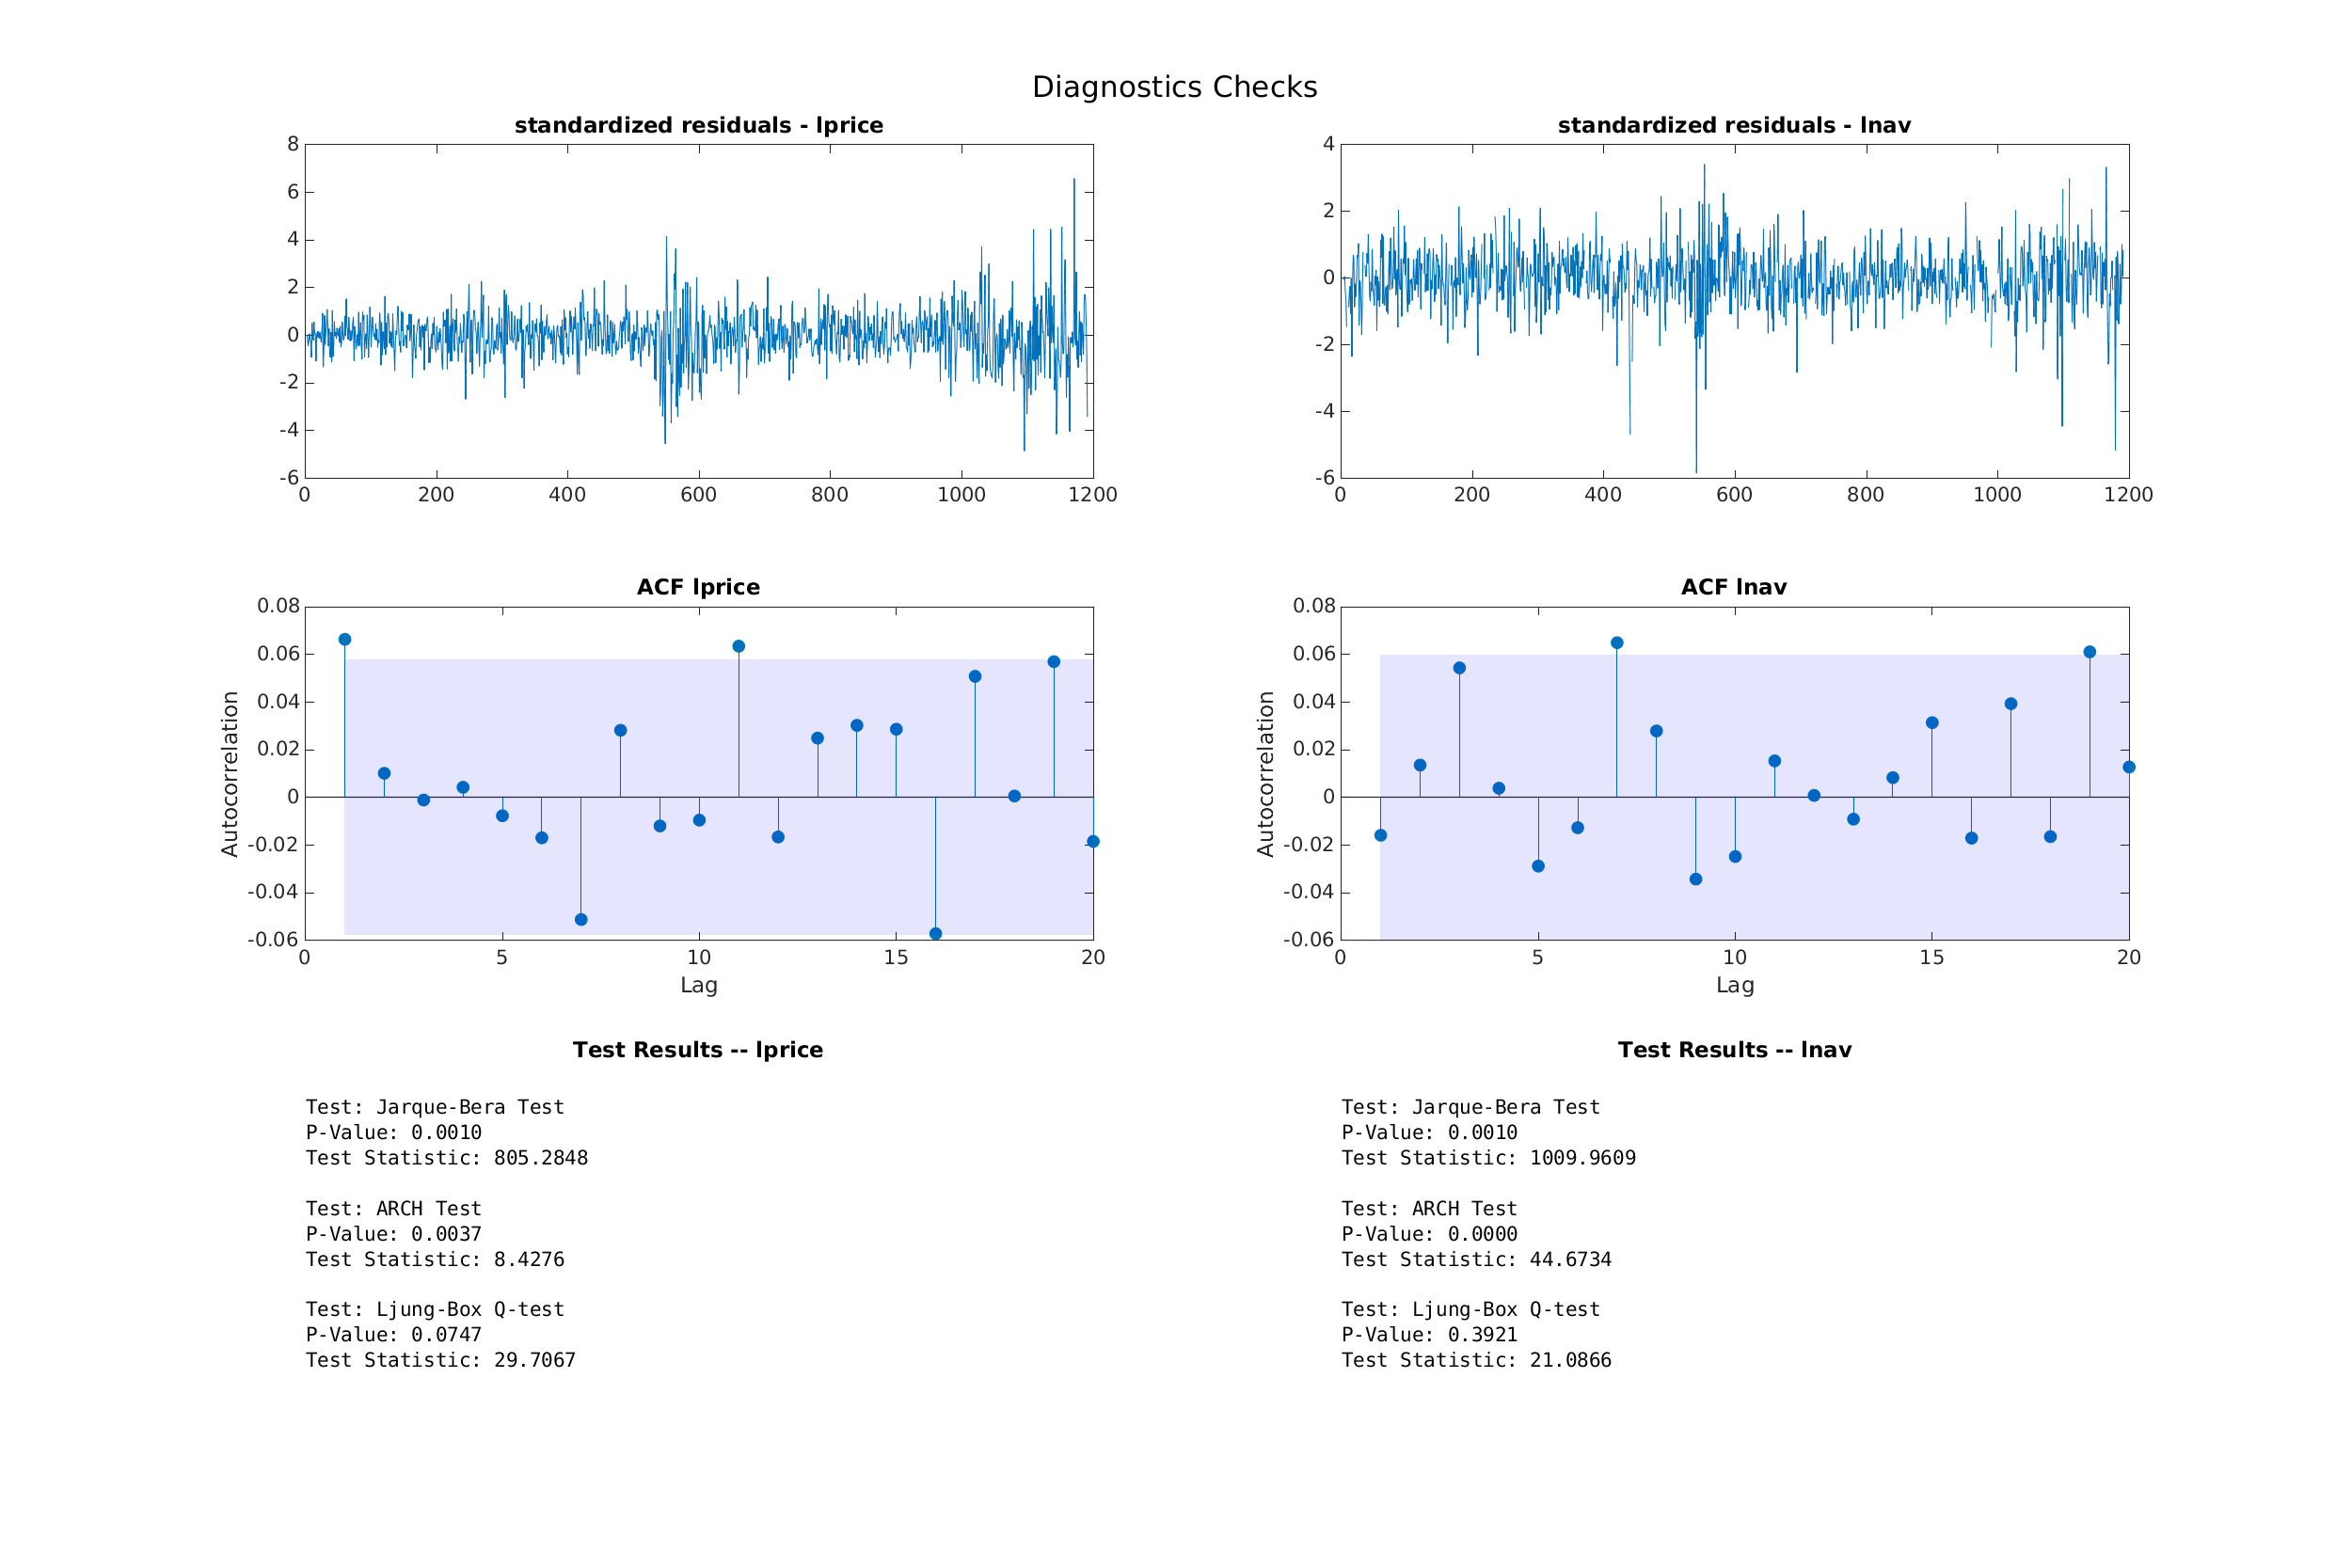 Diagnostics Checks
standardized residuals - lprice
8
6
4
2
0
-2
-4
-6
0 200 400 600 800 1000 1200
standardized residuals - lnav
4
2
0
-2
-4
-6
0 200 400 600 800 1000 1200
ACF lprice
Autocorrelation
0.08
0.06
0.04
0.02
0
-0.02
-0.04
-0.06
0 5 10 15 20
Lag
ACF lnav
Autocorrelation
0.08
0.06
0.04
0.02
0
-0.02
-0.04
-0.06
0 5 10 15 20
Lag
Test Results -- lprice
Test: Jarque-Bera Test
P-Value: 0.0010
Test Statistic: 805.2848
Test: ARCH Test
P-Value: 0.0037
Test Statistic: 8.4276
Test: Ljung-Box Q-test
P-Value: 0.0747
Test Statistic: 29.7067
Test Results -- lnav
Test: Jarque-Bera Test
P-Value: 0.0010
Test Statistic: 1009.9609
Test: ARCH Test
P-Value: 0.0000
Test Statistic: 44.6734
Test: Ljung-Box Q-test
P-Value: 0.3921
Test Statistic: 21.0866